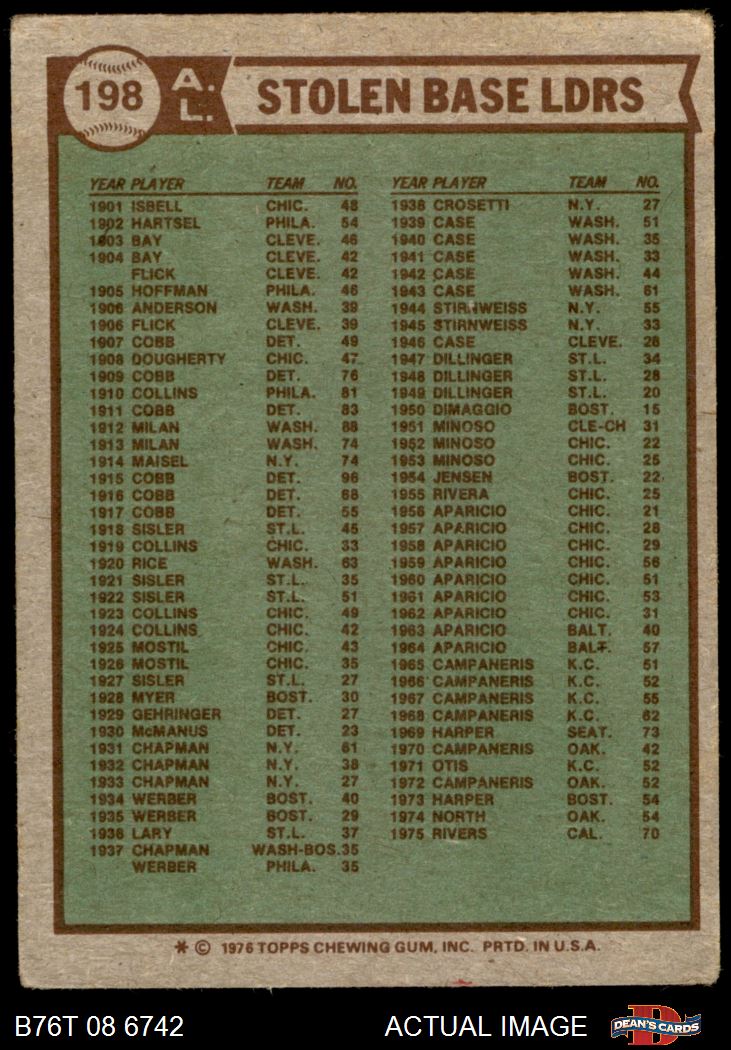 198 A. L. STOLEN BASE LDRS
YEAR PLAYER TEAM NO.
1901 ISBELL CHIC. 48
1902 HARTSEL PHILA. 54
1903 BAY CLEVE. 46
1904 BAY CLEVE. 42
FLICK CLEVE. 42
1905 HOFFMAN PHILA. 46
1906 ANDERSON WASH. 39
1906 FLICK CLEVE. 39
1907 COBB DET. 49
1908 DOUGHERTY CHIC. 47
1909 COBB DET. 76
1910 COLLINS PHILA. 81
1911 COBB DET. 83
1912 MILAN WASH. 88
1913 MILAN WASH. 74
1914 MAISEL N.Y. 74
1915 COBB DET. 96
1916 COBB DET. 68
1917 COBB DET. 55
1918 SISLER ST.L. 45
1919 COLLINS CHIC. 33
1920 RICE WASH. 63
1921 SISLER ST.L. 35
1922 SISLER ST.L. 51
1923 COLLINS CHIC. 49
1924 COLLINS CHIC. 42
1925 MOSTIL CHIC. 43
1926 MOSTIL CHIC. 35
1927 SISLER ST.L. 27
1928 MYER BOST. 30
1929 GEHRINGER DET. 27
1930 McMANUS DET. 23
1931 CHAPMAN N.Y. 61
1932 CHAPMAN N.Y. 38
1933 CHAPMAN N.Y. 27
1934 WERBER BOST. 40
1935 WERBER BOST. 29
1936 LARY ST.L. 37
1937 CHAPMAN WASH-BOS. 35
WERBER PHILA. 35
YEAR PLAYER TEAM NO.
1938 CROSETTI N.Y. 27
1939 CASE WASH. 51
1940 CASE WASH. 35
1941 CASE WASH. 33
1942 CASE WASH. 44
1943 CASE WASH. 61
1944 STIRNWEISS N.Y. 55
1945 STIRNWEISS N.Y. 33
1946 CASE CLEVE. 28
1947 DILLINGER ST.L. 34
1948 DILLINGER ST.L. 28
1949 DILLINGER ST.L. 20
1950 DIMAGGIO BOST. 15
1951 MINOSO CLE-CH 31
1952 MINOSO CHIC. 22
1953 MINOSO CHIC. 25
1954 JENSEN BOST. 22
1955 RIVERA CHIC. 25
1956 APARICIO CHIC. 21
1957 APARICIO CHIC. 28
1958 APARICIO CHIC. 29
1959 APARICIO CHIC. 56
1960 APARICIO CHIC. 51
1961 APARICIO CHIC. 53
1962 APARICIO CHIC. 31
1963 APARICIO BALT. 40
1964 APARICIO BALT. 57
1965 CAMPANERIS K.C. 51
1966 CAMPANERIS K.C. 52
1967 CAMPANERIS K.C. 55
1968 CAMPANERIS K.C. 62
1969 HARPER SEAT. 73
1970 CAMPANERIS OAK. 42
1971 OTIS K.C. 52
1972 CAMPANERIS OAK. 52
1973 HARPER BOST. 54
1974 NORTH OAK. 54
1975 RIVERS CAL. 70
* © 1976 TOPPS CHEWING GUM, INC. PRTD. IN U.S.A.
B76T 08 6742 ACTUAL IMAGE D DEAN'S CARDS